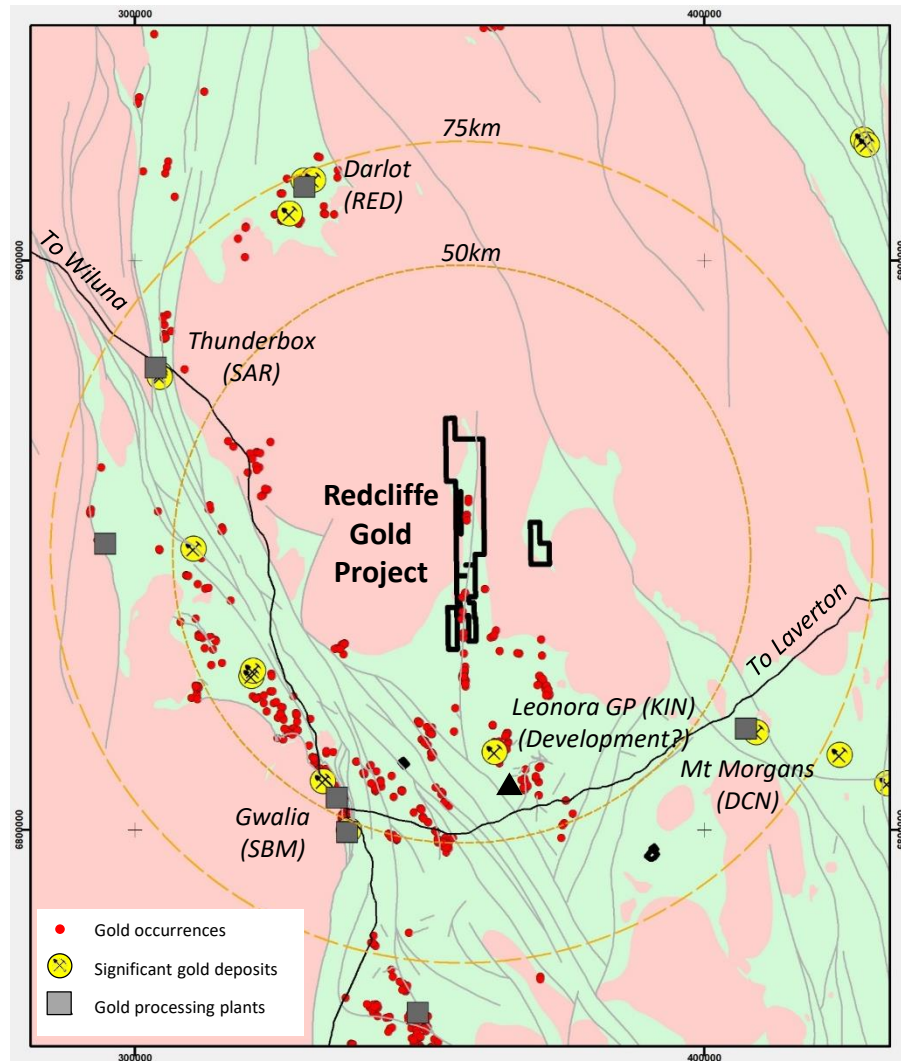 300000
400000
75km
Darlot
(RED)
50km
6900000
6900000
To Wiluna
Thunderbox
(SAR)
Redcliffe
Gold
Project
To Laverton
Leonora GP (KIN)
(Development?)
Mt Morgans
(DCN)
Gwalia
(SBM)
6800000
6800000
Gold occurrences
Significant gold deposits
Gold processing plants
300000
400000